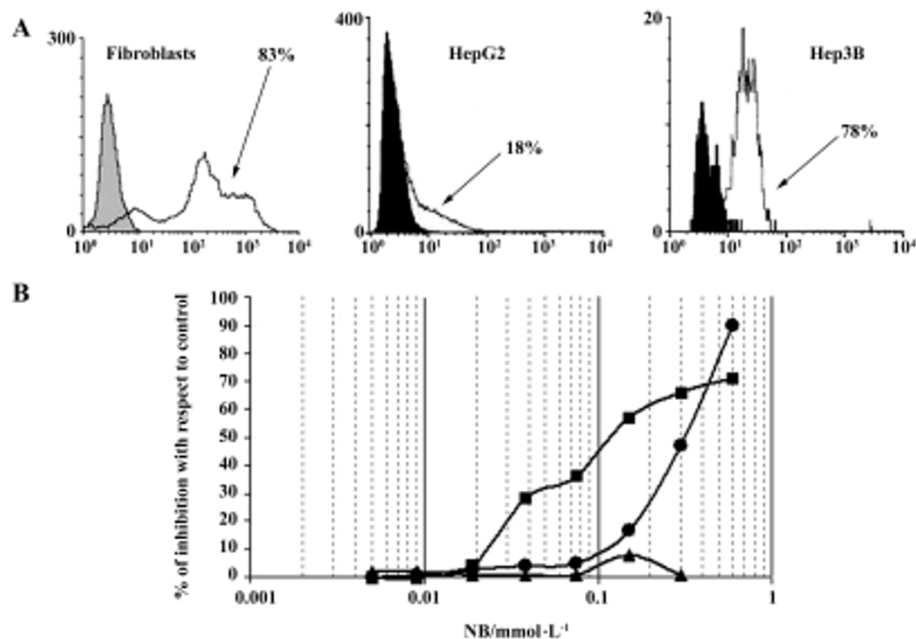 A
300
0
Fibroblasts
83%
10⁰ 10¹ 10² 10³ 10⁴
400
0
HepG2
18%
10⁰ 10¹ 10² 10³ 10⁴
20
0
Hep3B
78%
10⁰ 10¹ 10² 10³ 10⁴
B
% of inhibition with respect to control
100
90
80
70
60
50
40
30
20
10
0
0.001 0.01 0.1 1
NB/mmol·L⁻¹